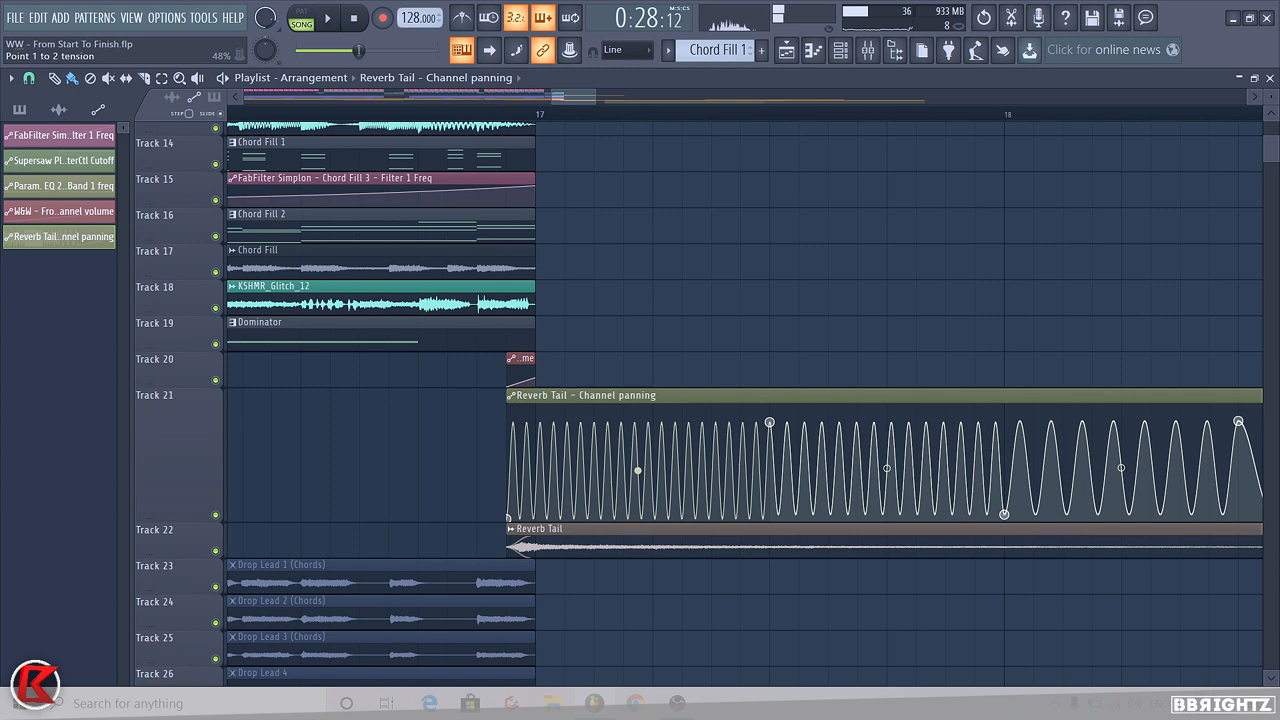 FILE EDIT ADD PATTERNS VIEW OPTIONS TOOLS HELP
PAT
SONG
128.000
3.2.
0:28:12
M:S:CS
36
933 MB
8
WW - From Start To Finish.flp
Point 1 to 2 tension
48%
Line
Chord Fill 1
Click for online news
Playlist - Arrangement
Reverb Tail - Channel panning
STEP
SLIDE
17
18
FabFilter Sim..lter 1 Freq
Supersaw Pl..terCtl Cutoff
Param. EQ 2..Band 1 freq
W&W - Fro..annel volume
Reverb Tail..nnel panning
Track 14
Chord Fill 1
Track 15
FabFilter Simplon - Chord Fill 3 - Filter 1 Freq
Track 16
Chord Fill 2
Track 17
Chord Fill
Track 18
KSHMR_Glitch_12
Track 19
Dominator
Track 20
..me
Track 21
Reverb Tail - Channel panning
Track 22
Reverb Tail
Track 23
Drop Lead 1 (Chords)
Track 24
Drop Lead 2 (Chords)
Track 25
Drop Lead 3 (Chords)
Track 26
Drop Lead 4
Search for anything
BBRIGHTZ